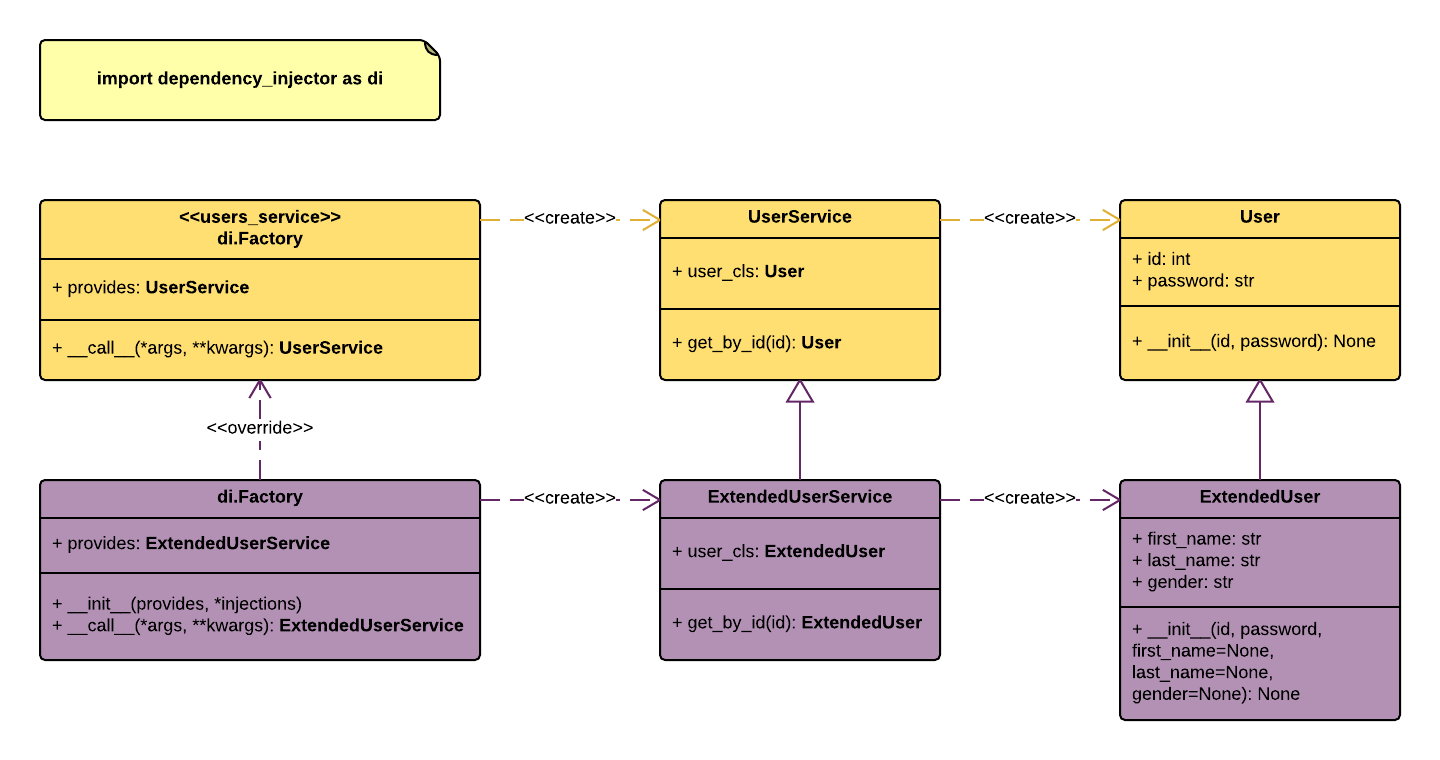 import dependency_injector as di
<<users_service>>
di.Factory
+ provides: UserService
+ __call__(*args, **kwargs): UserService
<<create>>
UserService
+ user_cls: User
+ get_by_id(id): User
<<create>>
User
+ id: int
+ password: str
+ __init__(id, password): None
<<override>>
di.Factory
+ provides: ExtendedUserService
+ __init__(provides, *injections)
+ __call__(*args, **kwargs): ExtendedUserService
<<create>>
ExtendedUserService
+ user_cls: ExtendedUser
+ get_by_id(id): ExtendedUser
<<create>>
ExtendedUser
+ first_name: str
+ last_name: str
+ gender: str
+ __init__(id, password,
first_name=None,
last_name=None,
gender=None): None